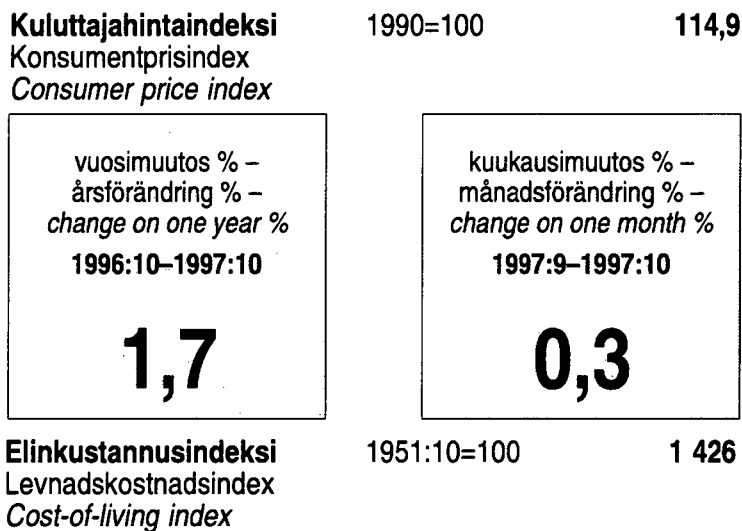 Kuluttajahintaindeksi 1990=100 114,9
Konsumentprisindex
Consumer price index
vuosimuutos % –
årsförändring % –
change on one year %
1996:10–1997:10
1,7
kuukausimuutos % –
månadsförändring % –
change on one month %
1997:9–1997:10
0,3
Elinkustannusindeksi 1951:10=100 1 426
Levnadskostnadsindex
Cost-of-living index